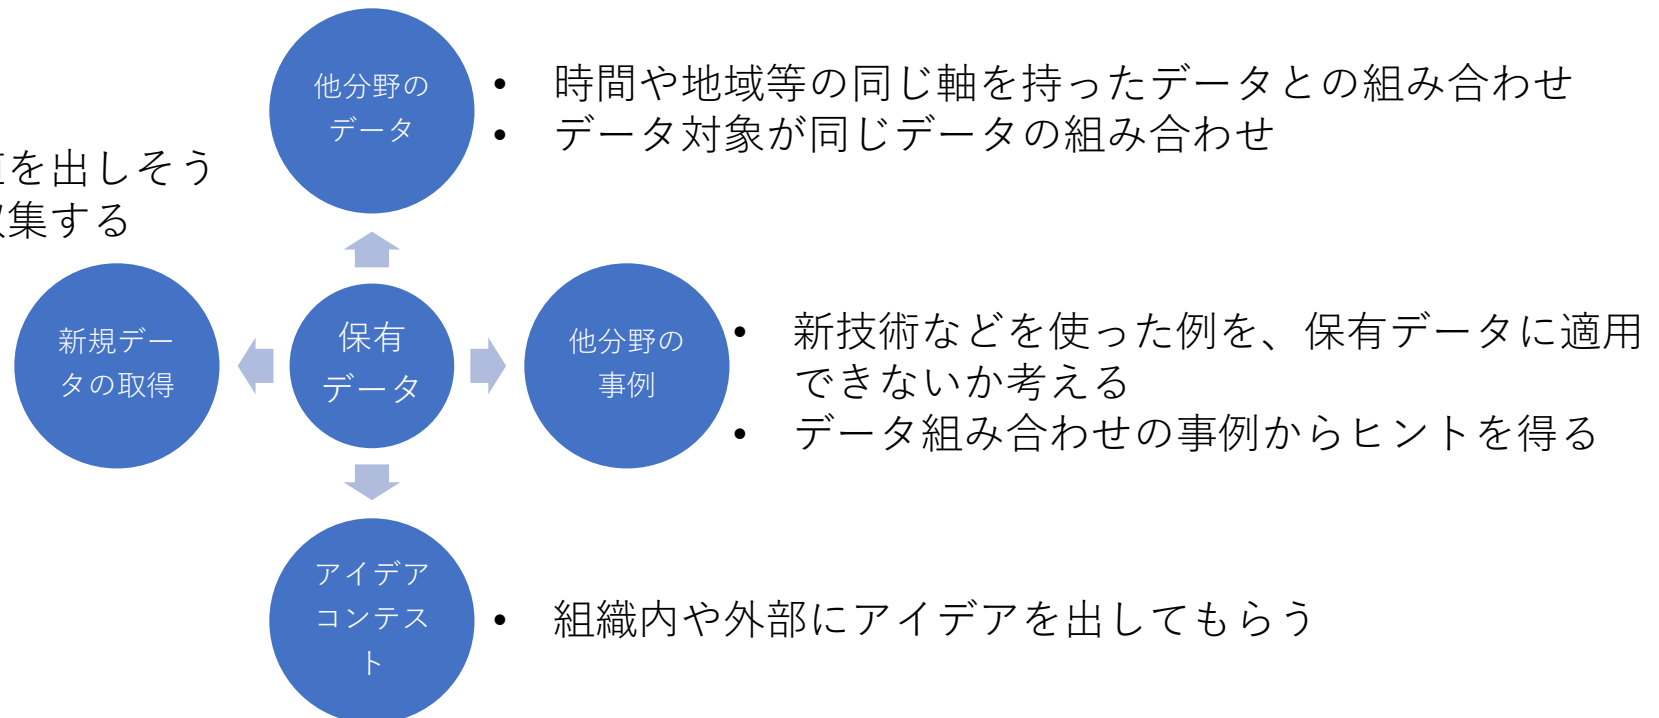 他分野の
データ
• 時間や地域等の同じ軸を持ったデータとの組み合わせ
• データ対象が同じデータの組み合わせ
を出しそう
集する
新規デー
タの取得
保有
データ
他分野の
事例
• 新技術などを使った例を、保有データに適用
できないか考える
• データ組み合わせの事例からヒントを得る
アイデア
コンテス
ト
• 組織内や外部にアイデアを出してもらう